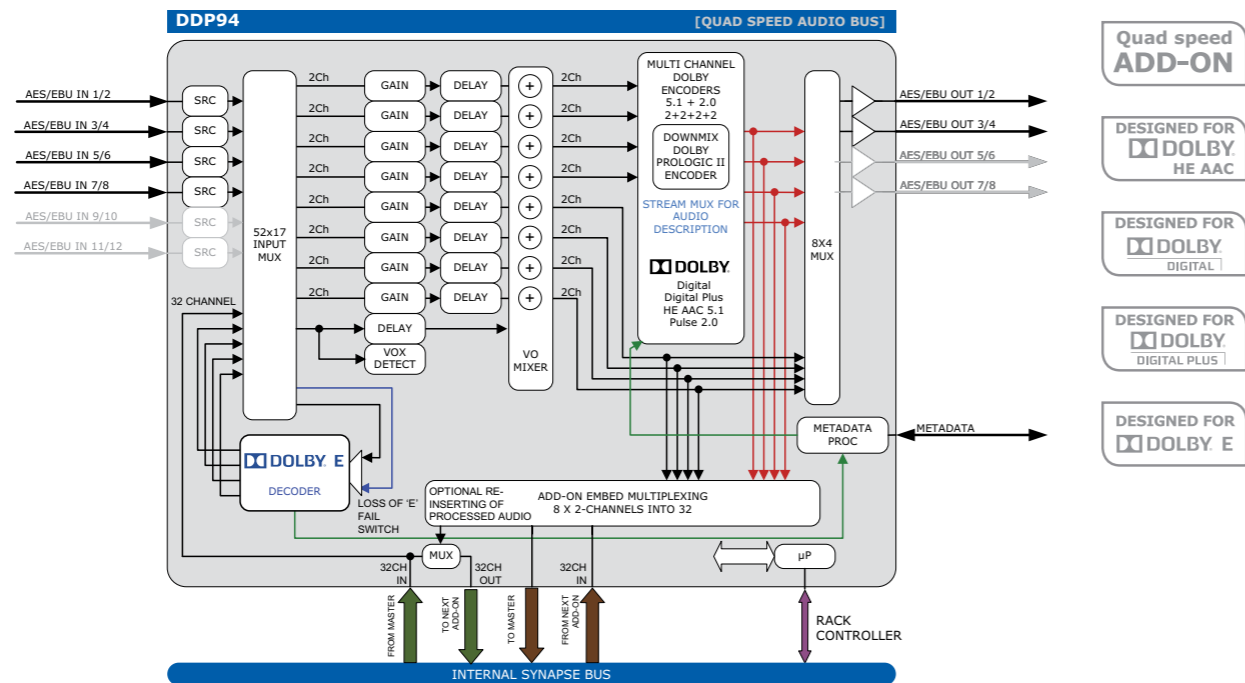 DDP94
[QUAD SPEED AUDIO BUS]
Quad speed
ADD-ON
DESIGNED FOR
DOLBY.
HE AAC
DESIGNED FOR
DOLBY.
DIGITAL
DESIGNED FOR
DOLBY.
DIGITAL PLUS
DESIGNED FOR
DOLBY. E
AES/EBU IN 1/2
AES/EBU IN 3/4
AES/EBU IN 5/6
AES/EBU IN 7/8
AES/EBU IN 9/10
AES/EBU IN 11/12
SRC
SRC
SRC
SRC
SRC
SRC
32 CHANNEL
52x17
INPUT
MUX
2Ch
2Ch
2Ch
2Ch
2Ch
2Ch
2Ch
2Ch
GAIN
GAIN
GAIN
GAIN
GAIN
GAIN
GAIN
GAIN
DELAY
VOX
DETECT
DELAY
DELAY
DELAY
DELAY
DELAY
DELAY
DELAY
DELAY
+
+
+
+
+
+
+
+
VO
MIXER
2Ch
2Ch
2Ch
2Ch
2Ch
2Ch
2Ch
2Ch
MULTI CHANNEL
DOLBY
ENCODERS
5.1 + 2.0
2+2+2+2
DOWNMIX
DOLBY
PROLOGIC II
ENCODER
STREAM MUX FOR
AUDIO
DESCRIPTION
DOLBY.
Digital
Digital Plus
HE AAC 5.1
Pulse 2.0
8X4
MUX
AES/EBU OUT 1/2
AES/EBU OUT 3/4
AES/EBU OUT 5/6
AES/EBU OUT 7/8
METADATA
PROC
METADATA
DOLBY. E
DECODER
LOSS OF 'E'
FAIL
SWITCH
OPTIONAL RE-
INSERTING OF
PROCESSED AUDIO
ADD-ON EMBED MULTIPLEXING
8 X 2-CHANNELS INTO 32
MUX
32CH
IN
32CH
OUT
32CH
IN
µP
FROM MASTER
TO NEXT
ADD-ON
TO MASTER
FROM NEXT
ADD-ON
RACK
CONTROLLER
INTERNAL SYNAPSE BUS